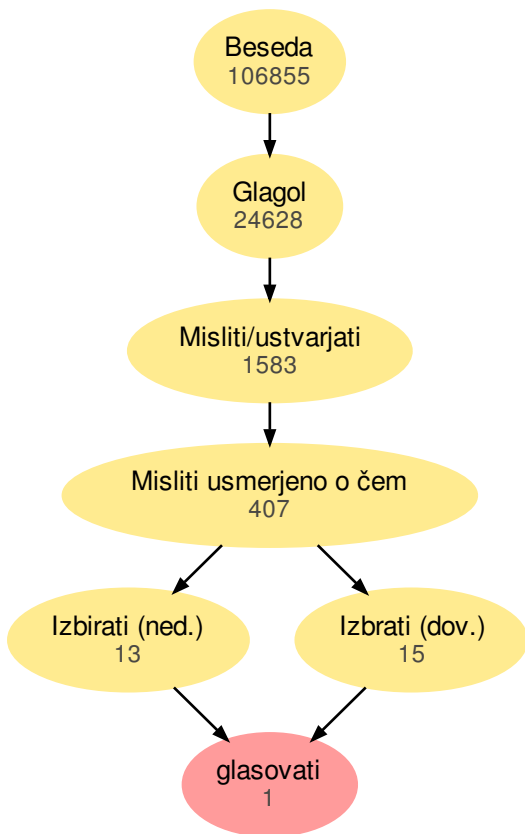 Beseda
106855
Glagol
24628
Misliti/ustvarjati
1583
Misliti usmerjeno o čem
407
Izbirati (ned.)
13
Izbrati (dov.)
15
glasovati
1